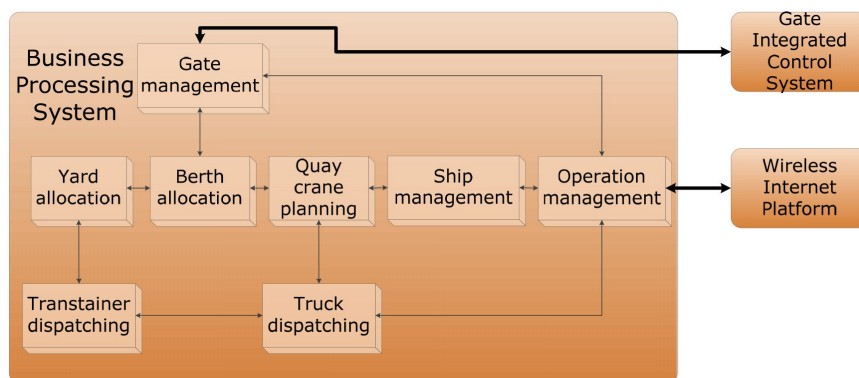 Business
Processing
System
Gate
management
Gate
Integrated
Control
System
Yard
allocation
Berth
allocation
Quay
crane
planning
Ship
management
Operation
management
Wireless
Internet
Platform
Transtainer
dispatching
Truck
dispatching